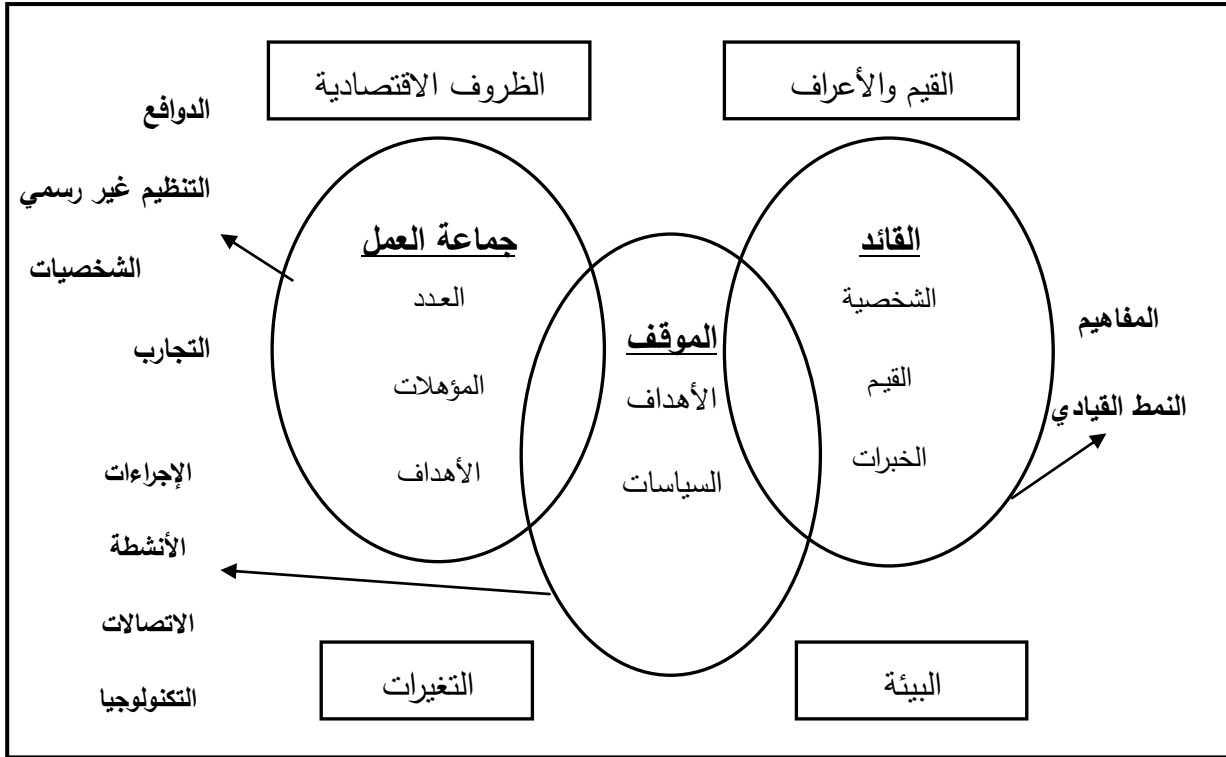 القيم والأعراف
الظروف الاقتصادية
القائد
الشخصية
القيم
الخبرات
المفاهيم
النمط القيادي
الموقف
الأهداف
السياسات
جماعة العمل
العدد
المؤهلات
الأهداف
الدوافع
التنظيم غير رسمي
الشخصيات
التجارب
الإجراءات
الأنشطة
الاتصالات
التكنولوجيا
البيئة
التغيرات